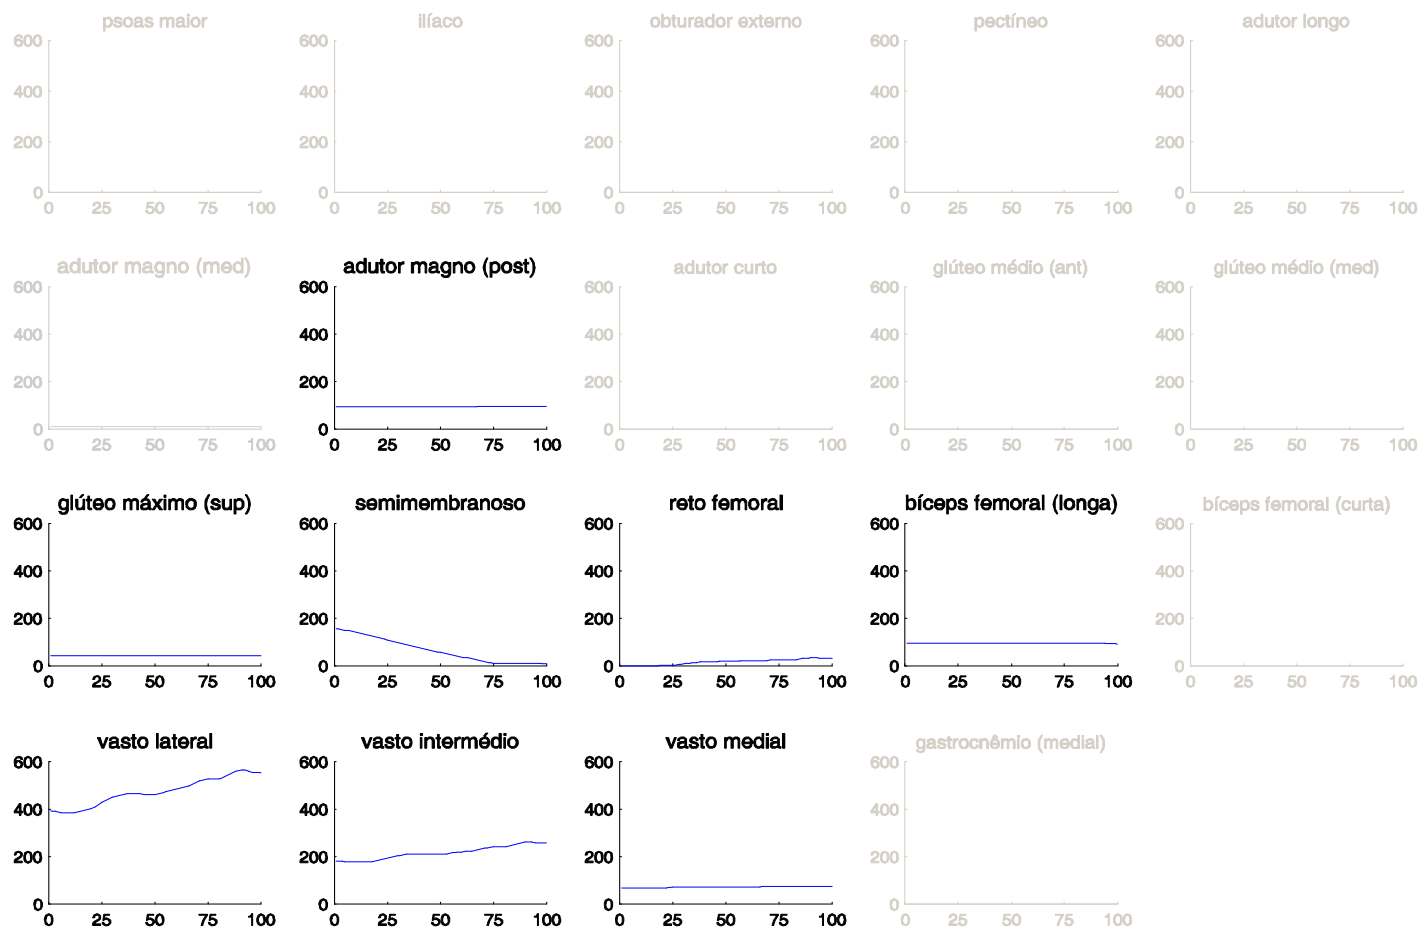 psoas maior ilíaco obturador externo pectíneo adutor longo
600 600 600 600 600
400 400 400 400 400
200 200 200 200 200
0 0 0 0 0
0 25 50 75 100 0 25 50 75 100 0 25 50 75 100 0 25 50 75 100 0 25 50 75 100
adutor magno (med) adutor magno (post) adutor curto glúteo médio (ant) glúteo médio (med)
600 600 600 600 600
400 400 400 400 400
200 200 200 200 200
0 0 0 0 0
0 25 50 75 100 0 25 50 75 100 0 25 50 75 100 0 25 50 75 100 0 25 50 75 100
glúteo máximo (sup) semimembranoso reto femoral bíceps femoral (longa) bíceps femoral (curta)
600 600 600 600 600
400 400 400 400 400
200 200 200 200 200
0 0 0 0 0
0 25 50 75 100 0 25 50 75 100 0 25 50 75 100 0 25 50 75 100 0 25 50 75 100
vasto lateral vasto intermédio vasto medial gastrocnêmio (medial)
600 600 600 600
400 400 400 400
200 200 200 200
0 0 0 0
0 25 50 75 100 0 25 50 75 100 0 25 50 75 100 0 25 50 75 100